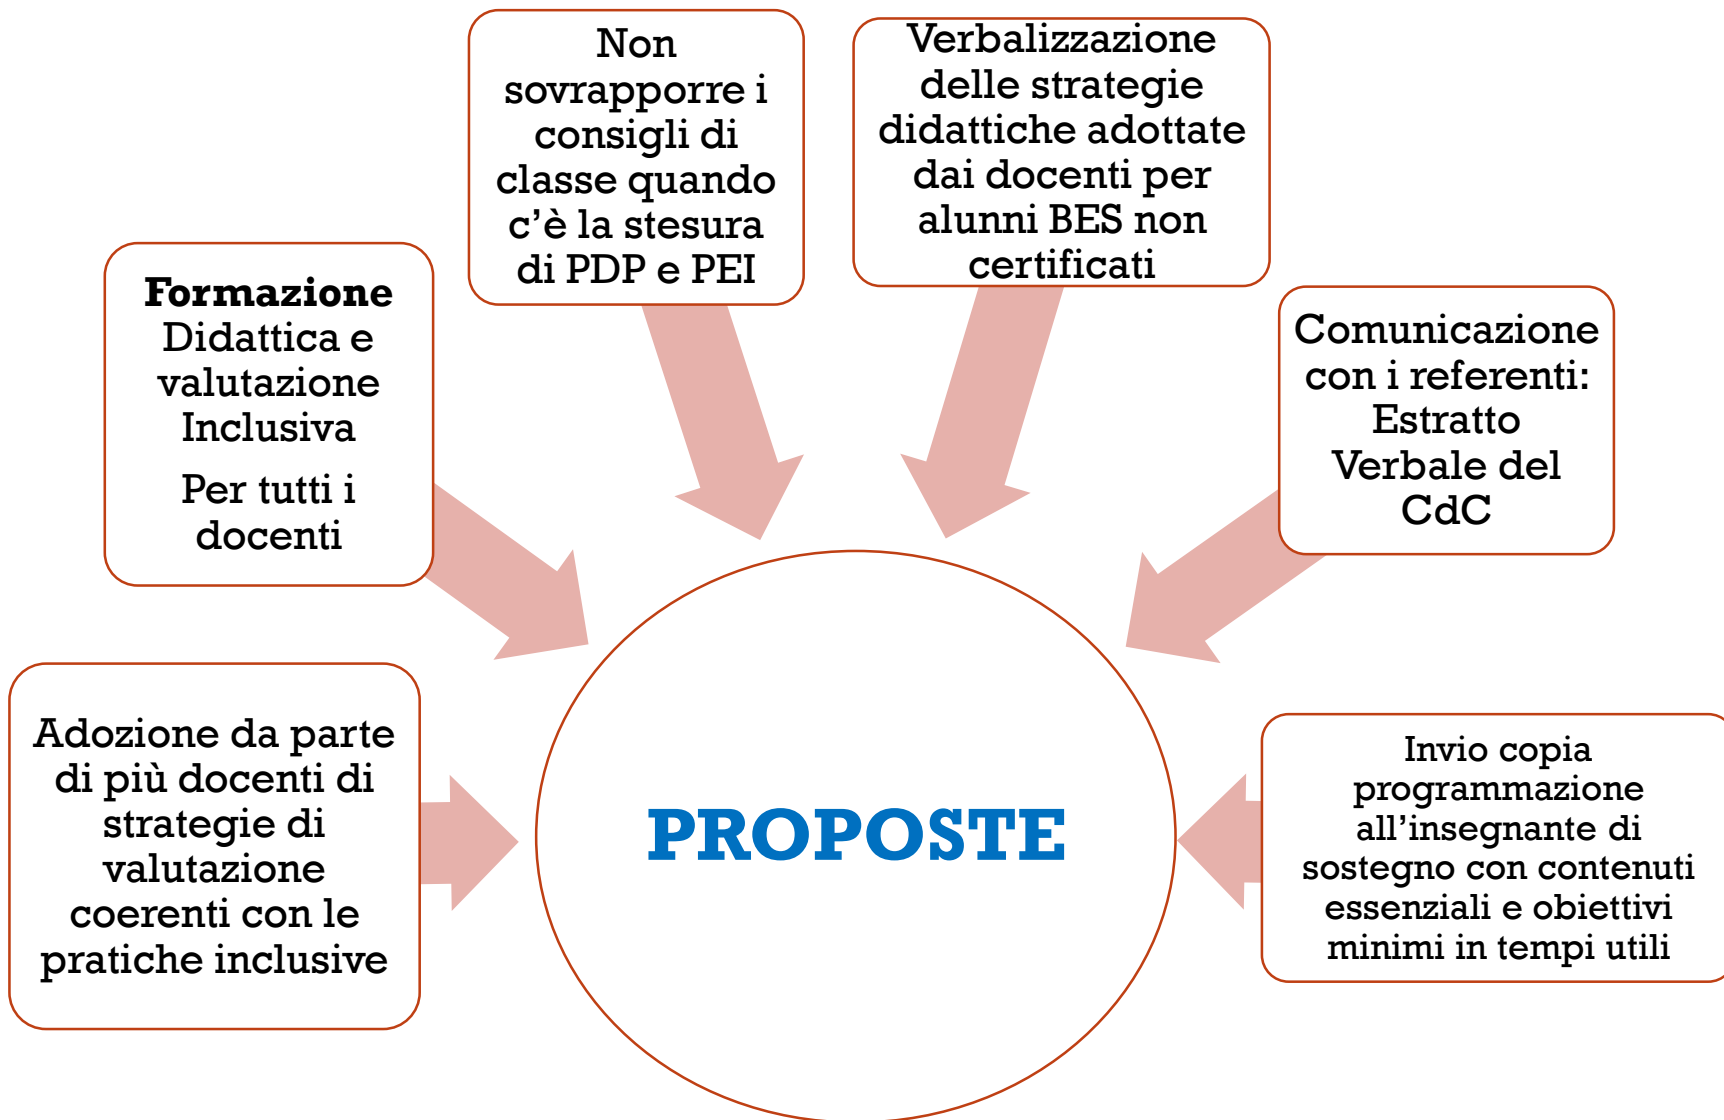 Non
sovrapporre i
consigli di
classe quando
c’è la stesura
di PDP e PEI
Verbalizzazione
delle strategie
didattiche adottate
dai docenti per
alunni BES non
certificati
Formazione
Didattica e
valutazione
Inclusiva
Per tutti i
docenti
Comunicazione
con i referenti:
Estratto
Verbale del
CdC
Adozione da parte
di più docenti di
strategie di
valutazione
coerenti con le
pratiche inclusive
PROPOSTE
Invio copia
programmazione
all’insegnante di
sostegno con contenuti
essenziali e obiettivi
minimi in tempi utili